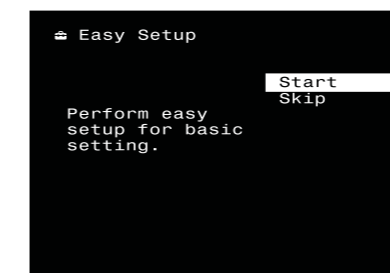 Easy Setup
Start
Skip
Perform easy
setup for basic
setting.